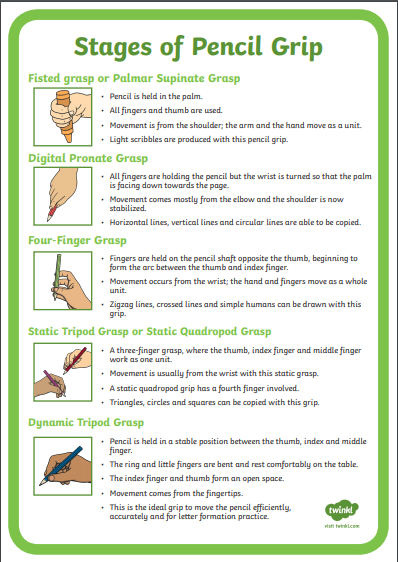 Stages of Pencil Grip
Fisted grasp or Palmar Supinate Grasp
• Pencil is held in the palm.
• All fingers and thumb are used.
• Movement is from the shoulder; the arm and the hand move as a unit.
• Light scribbles are produced with this pencil grip.
Digital Pronate Grasp
• All fingers are holding the pencil but the wrist is turned so that the palm
is facing down towards the page.
• Movement comes mostly from the elbow and the shoulder is now
stabilized.
• Horizontal lines, vertical lines and circular lines are able to be copied.
Four-Finger Grasp
• Fingers are held on the pencil shaft opposite the thumb, beginning to
form the arc between the thumb and index finger.
• Movement occurs from the wrist; the hand and fingers move as a whole
unit.
• Zigzag lines, crossed lines and simple humans can be drawn with this
grip.
Static Tripod Grasp or Static Quadropod Grasp
• A three-finger grasp, where the thumb, index finger and middle finger
work as one unit.
• Movement is usually from the wrist with this static grasp.
• A static quadropod grip has a fourth finger involved.
• Triangles, circles and squares can be copied with this grip.
Dynamic Tripod Grasp
• Pencil is held in a stable position between the thumb, index and middle
finger.
• The ring and little fingers are bent and rest comfortably on the table.
• The index finger and thumb form an open space.
• Movement comes from the fingertips.
• This is the ideal grip to move the pencil efficiently,
accurately and for letter formation practice.
twinkl
visit twinkl.com